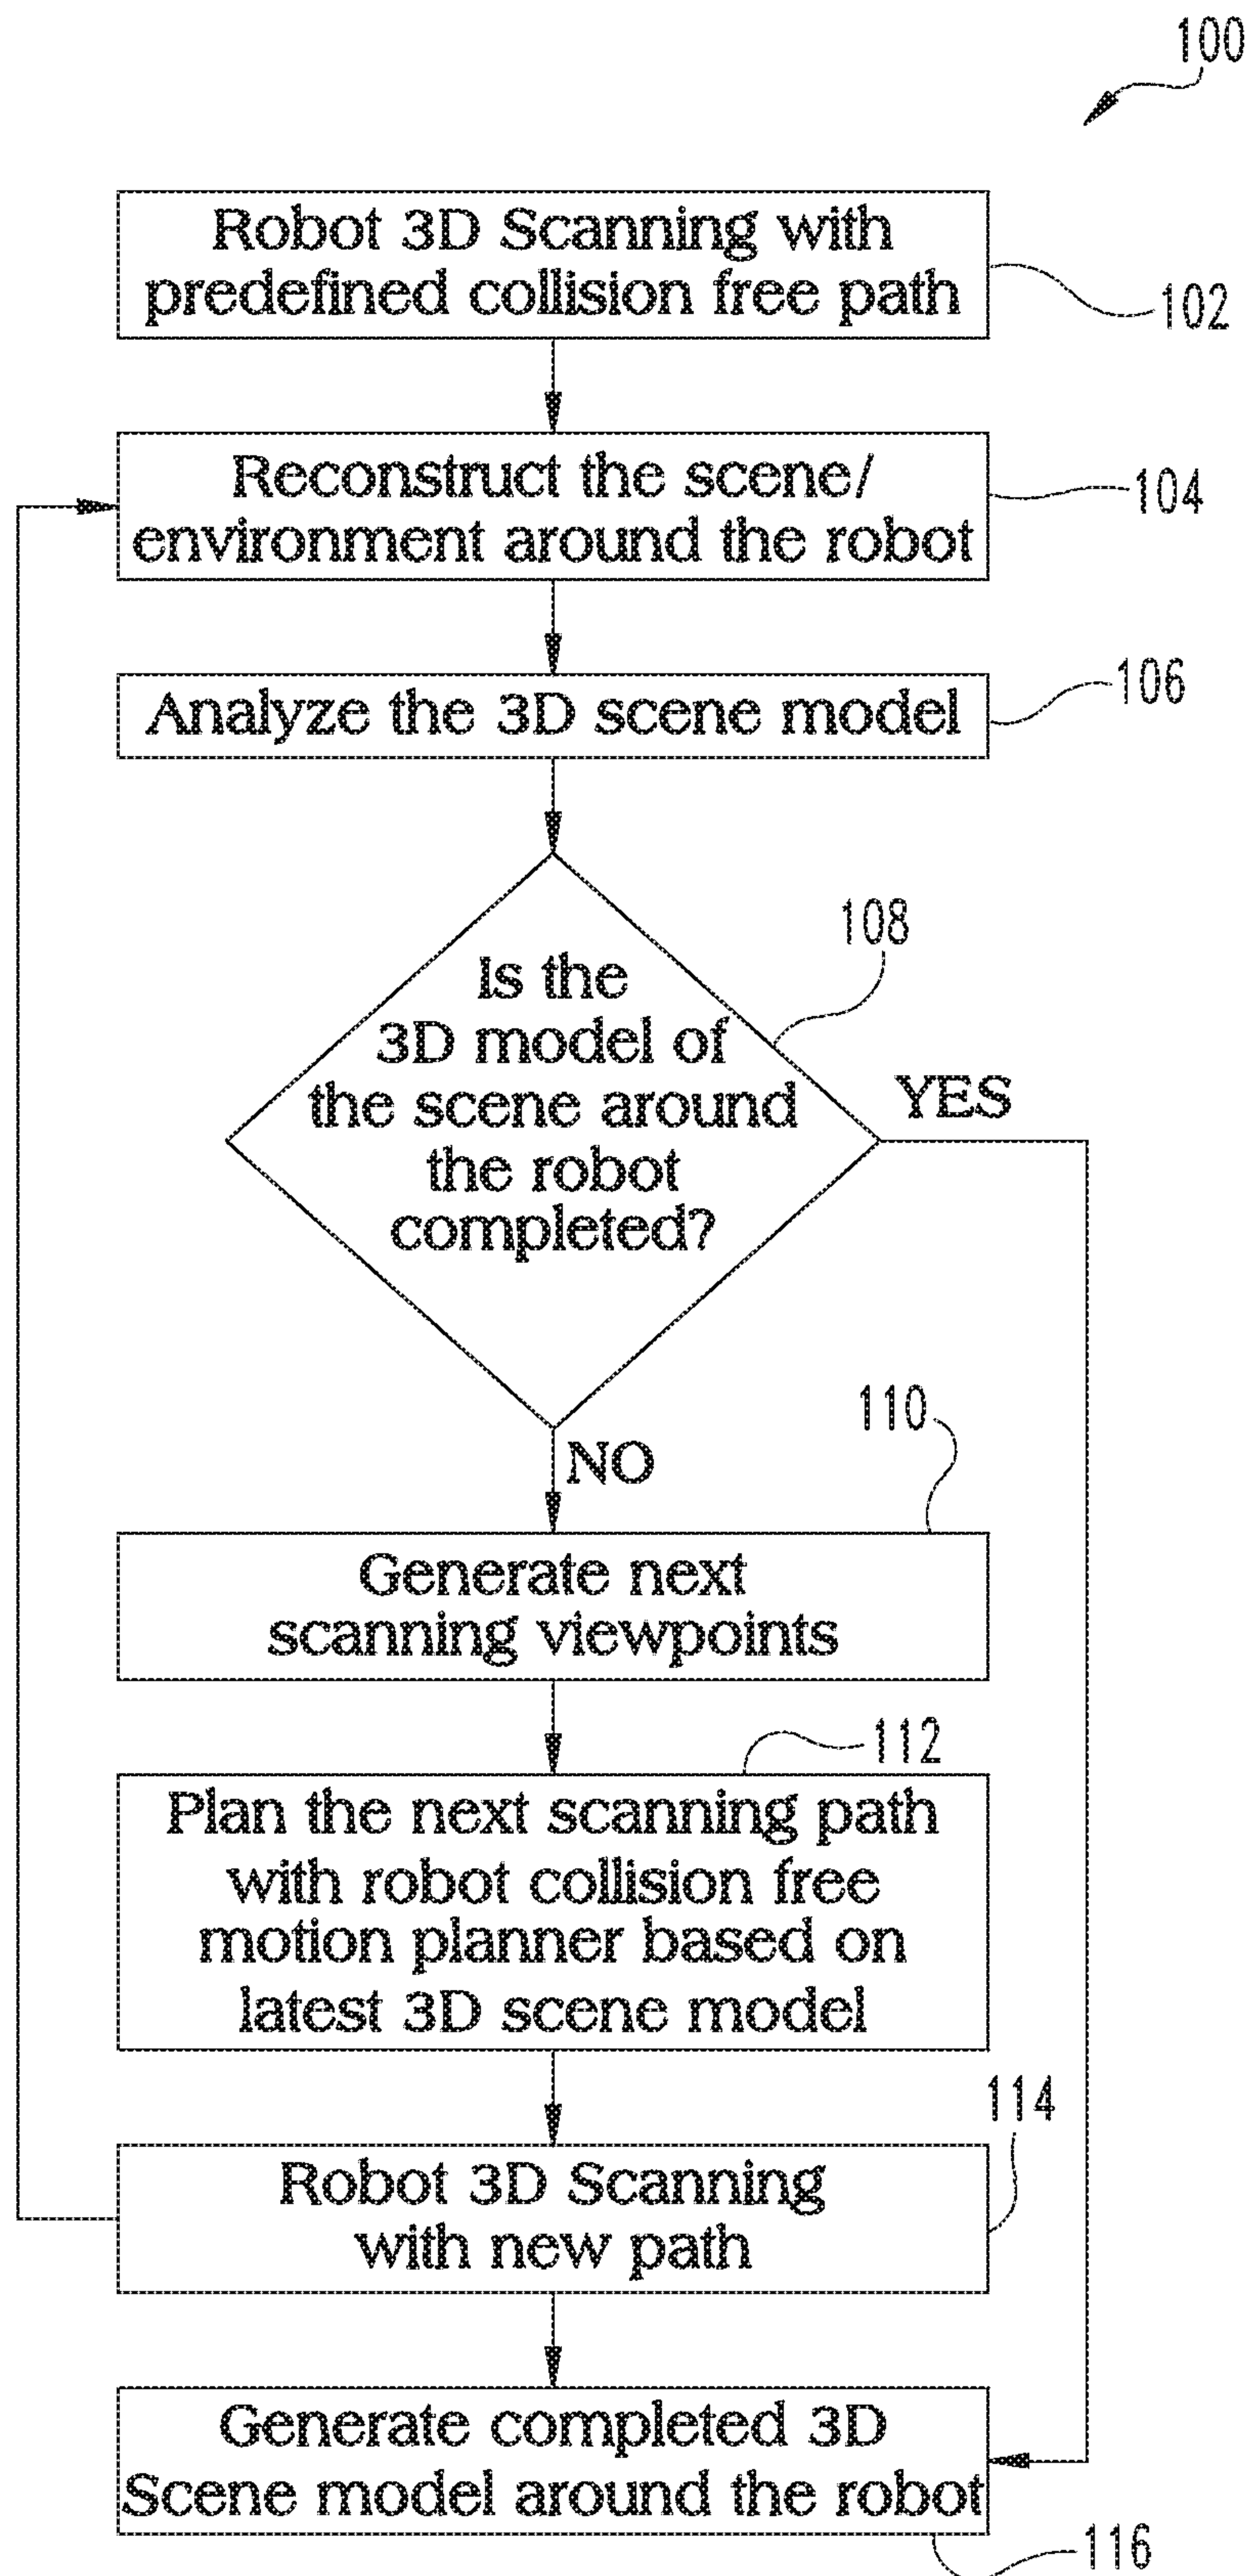 100
Robot 3D Scanning with
predefined collision free path
102
Reconstruct the scene/
environment around the robot
104
Analyze the 3D scene model
106
Is the
3D model of
the scene around
the robot
completed?
108
YES
NO
110
Generate next
scanning viewpoints
112
Plan the next scanning path
with robot collision free
motion planner based on
latest 3D scene model
114
Robot 3D Scanning
with new path
Generate completed 3D
Scene model around the robot
116